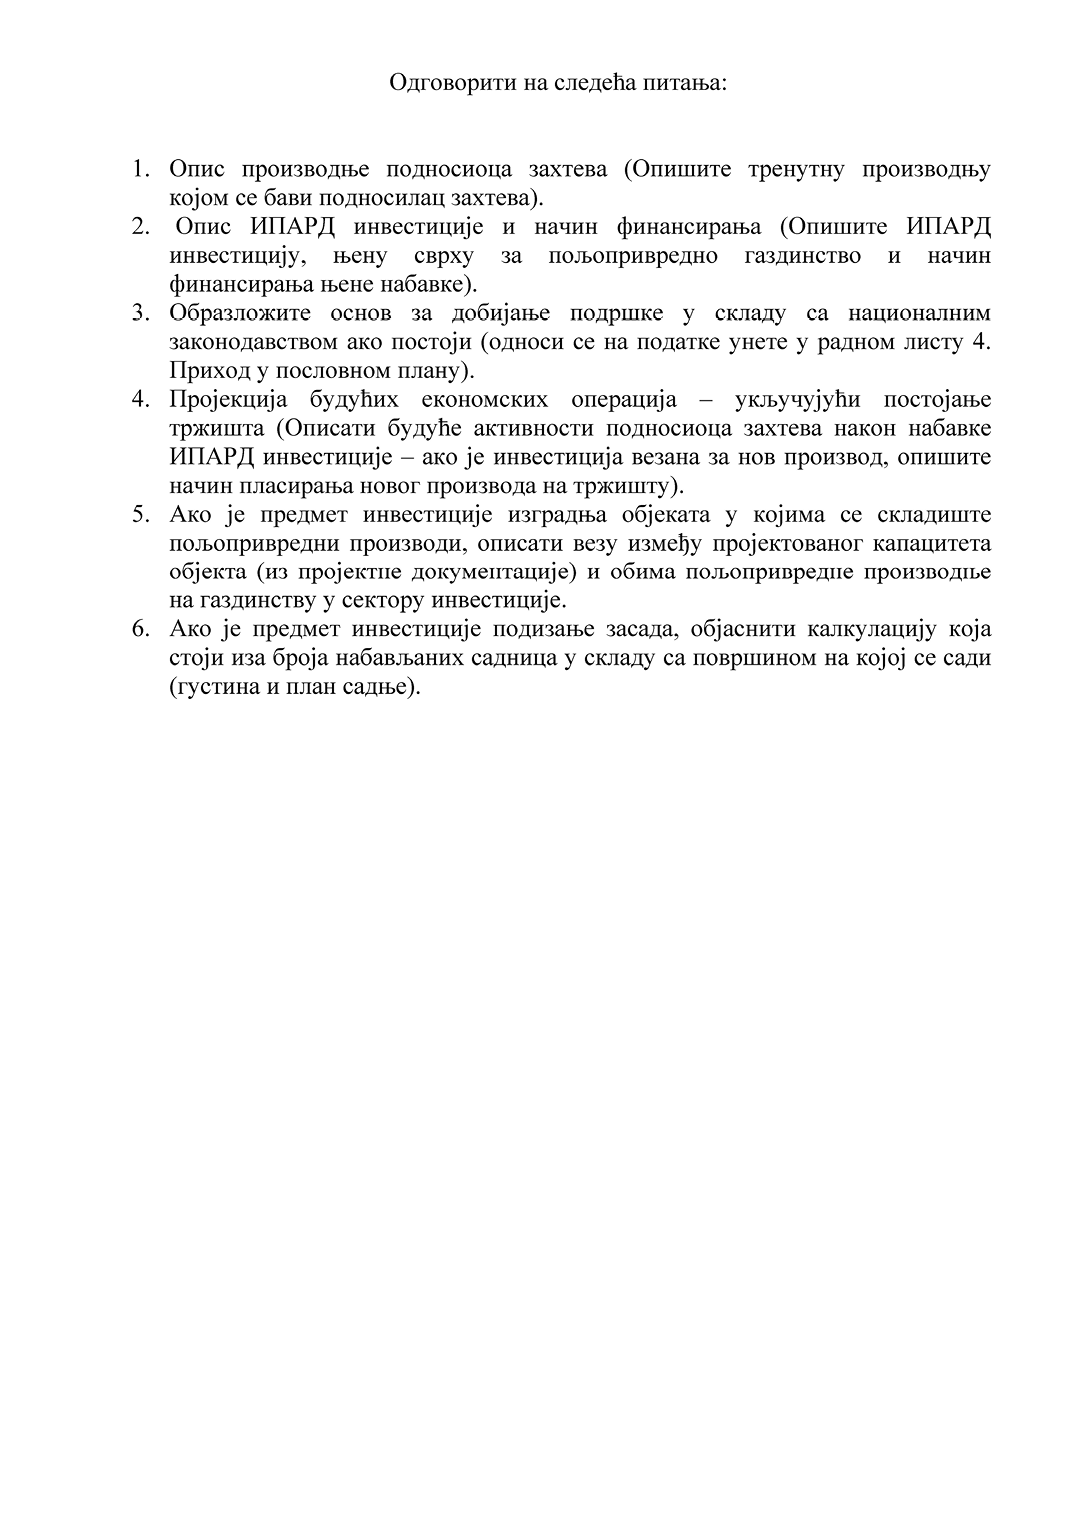 Одговорити на следећа питања:
1. Опис производње подносиоца захтева (Опишите тренутну производњу
којом се бави подносилац захтева).
2. Опис ИПАРД инвестиције и начин финансирања (Опишите ИПАРД
инвестицију, њену сврху за пољопривредно газдинство и начин
финансирања њене набавке).
3. Образложите основ за добијање подршке у складу са националним
законодавством ако постоји (односи се на податке унете у радном листу 4.
Приход у пословном плану).
4. Пројекција будућих економских операција – укључујући постојање
тржишта (Описати будуће активности подносиоца захтева након набавке
ИПАРД инвестиције – ако је инвестиција везана за нов производ, опишите
начин пласирања новог производа на тржишту).
5. Ако је предмет инвестиције изградња објеката у којима се складиште
пољопривредни производи, описати везу између пројектованог капацитета
објекта (из пројектне документације) и обима пољопривредне производње
на газдинству у сектору инвестиције.
6. Ако је предмет инвестиције подизање засада, објаснити калкулацију која
стоји иза броја набављаних садница у складу са површином на којој се сади
(густина и план садње).